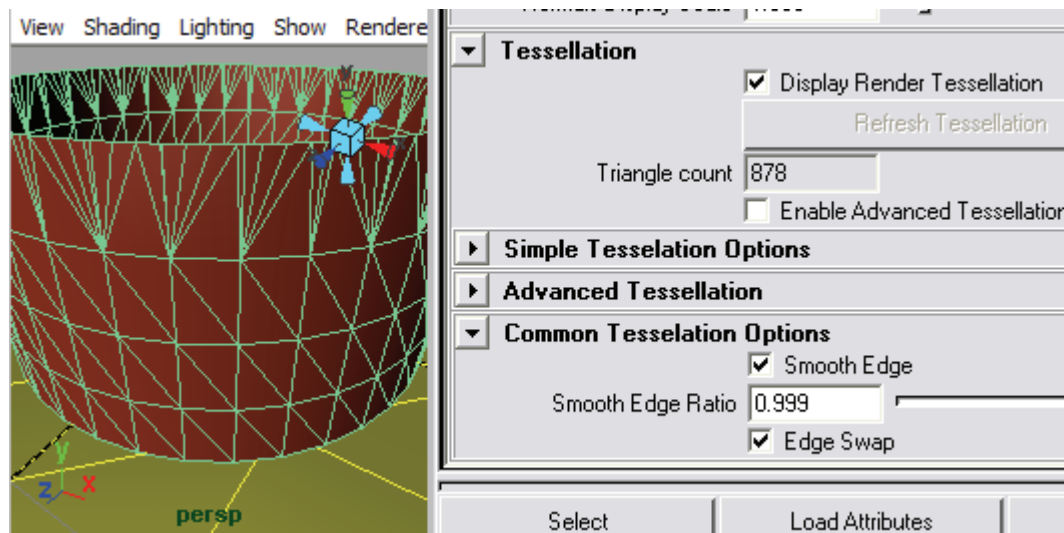 View Shading Lighting Show Rendere
Tessellation
Display Render Tessellation
Refresh Tessellation
Triangle count 878
Enable Advanced Tessellation
Simple Tesselation Options
Advanced Tessellation
Common Tesselation Options
Smooth Edge
Smooth Edge Ratio 0.999
Edge Swap
y
z x
persp
Select Load Attributes